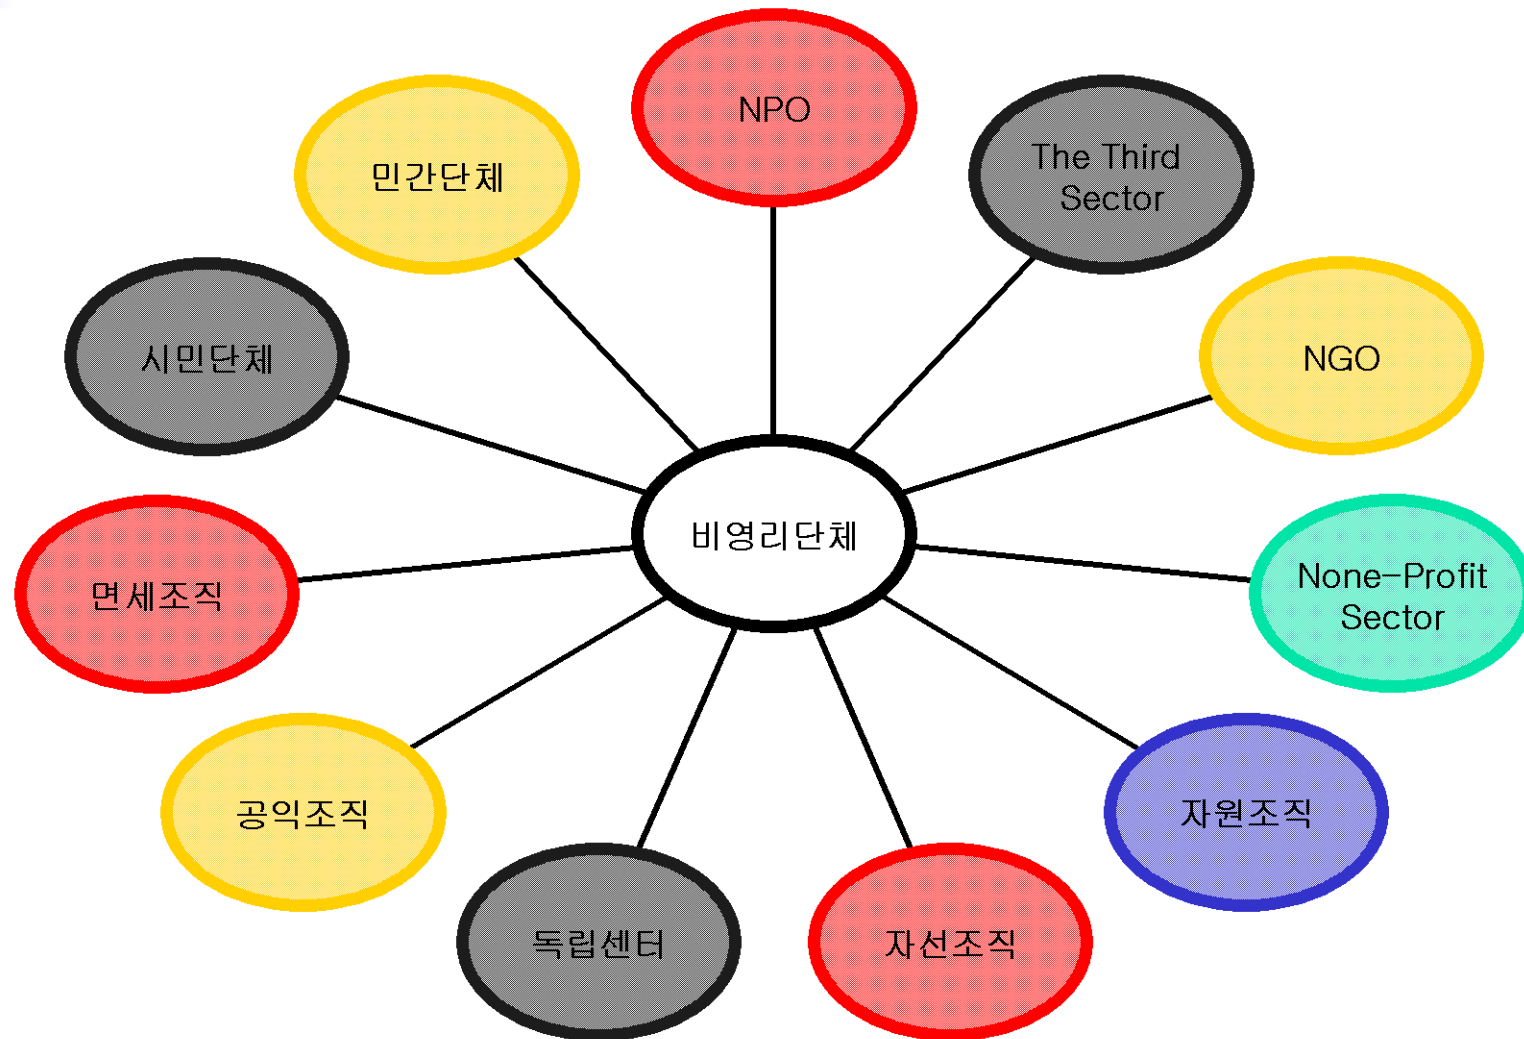 NPO
민간단체
The Third
Sector
시민단체
NGO
비영리단체
None-Profit
Sector
면세조직
공익조직
자원조직
독립센터
자선조직